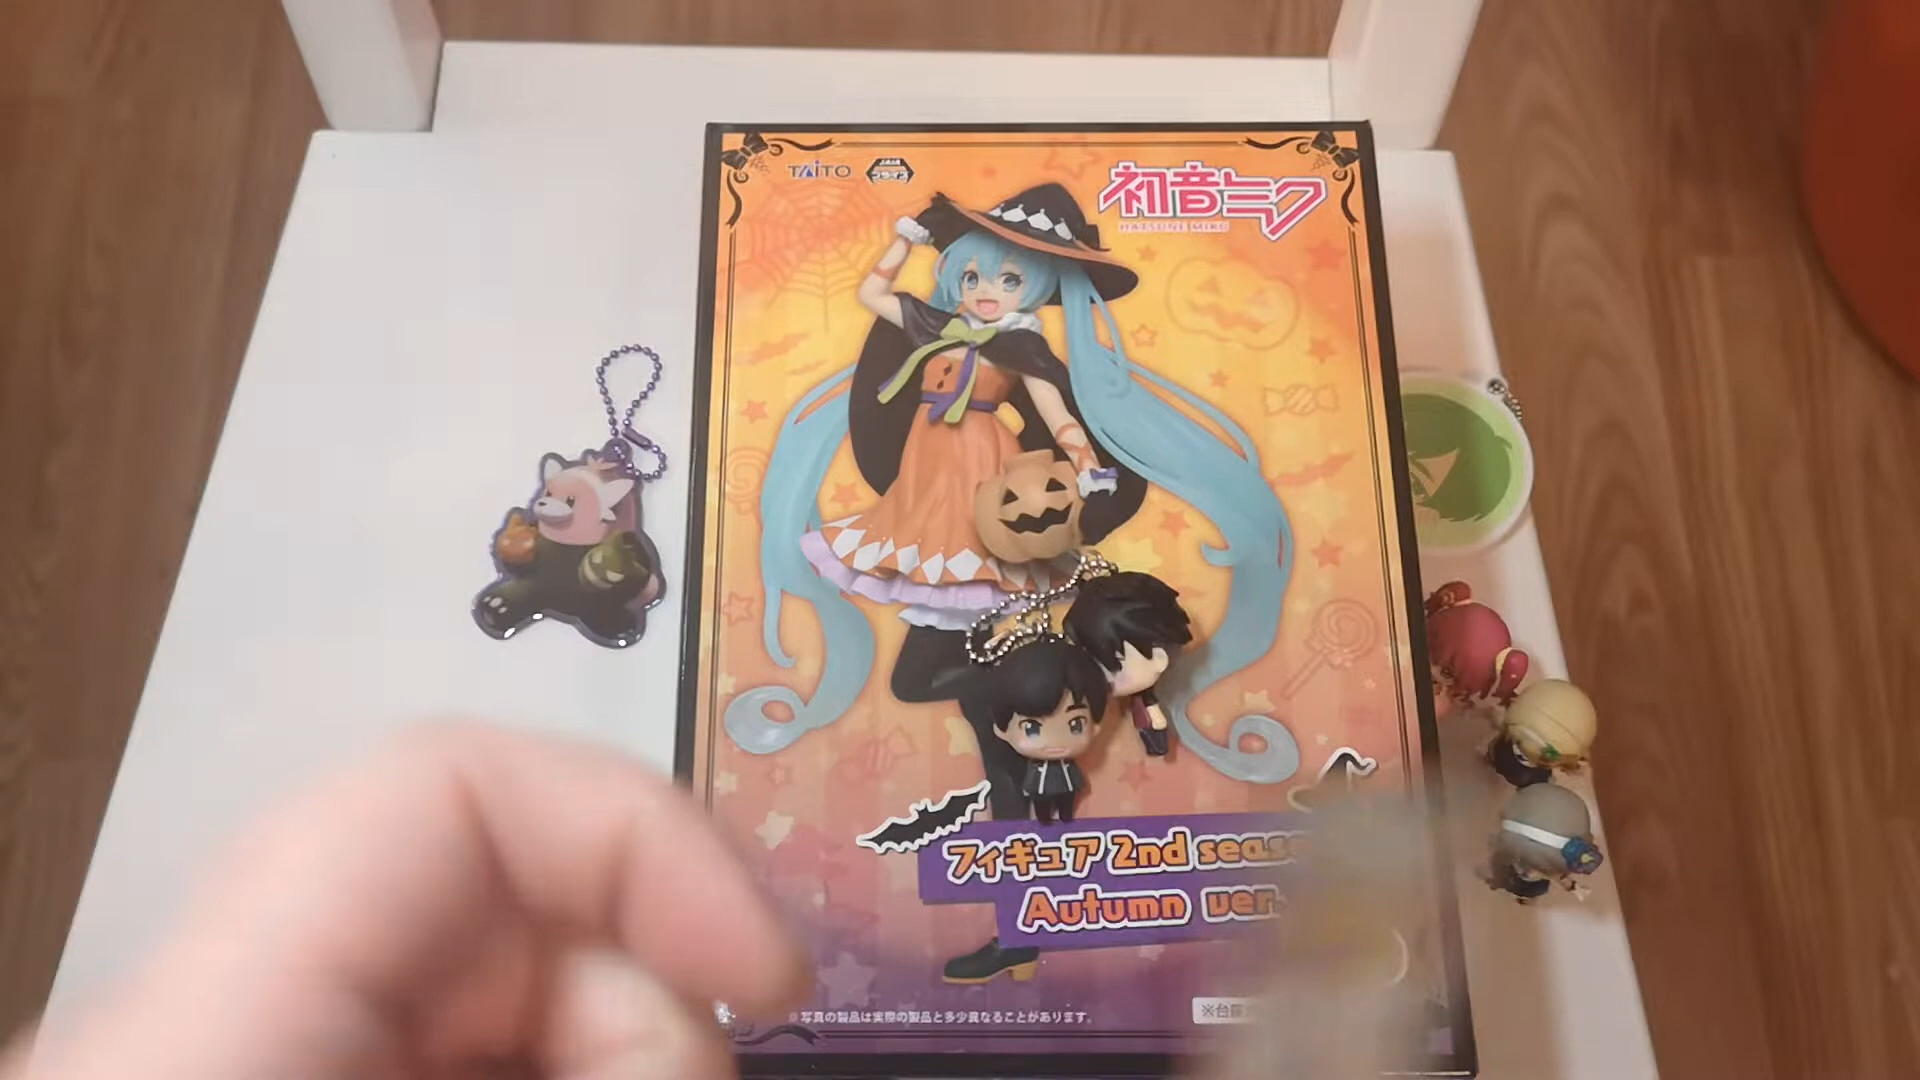 TAITO
初音ミク
HATSUNE MIKU
フィギュア 2nd seas
Autumn ver.
※写真の製品は実際の製品と多少異なることがあります。
※台座